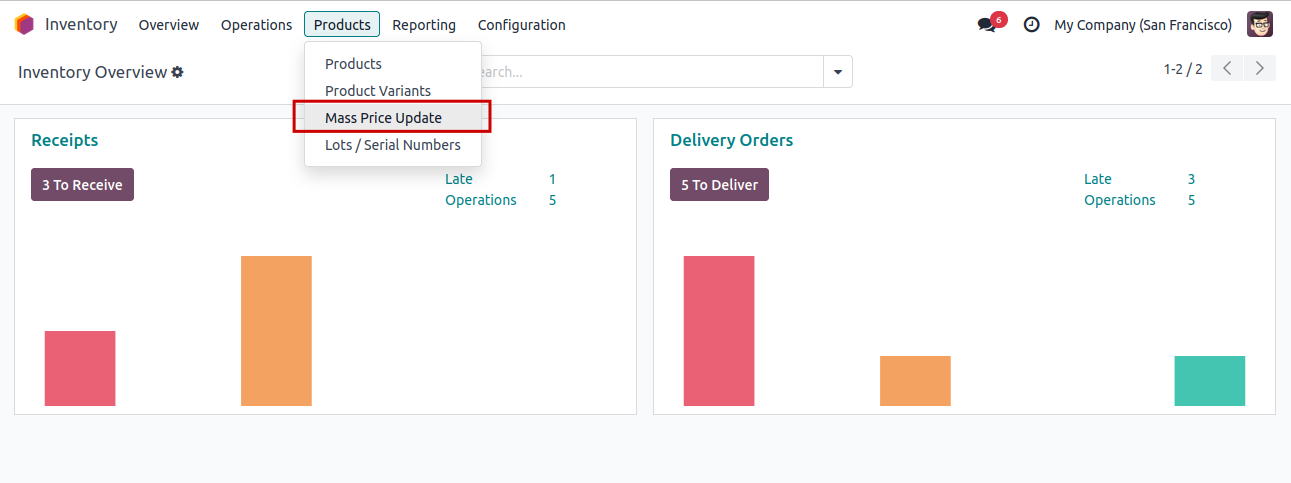 Inventory Overview Operations Products Reporting Configuration 6 My Company (San Francisco)
Inventory Overview earch... 1-2 / 2
Products
Product Variants
Mass Price Update
Lots / Serial Numbers
Receipts
3 To Receive
Late 1
Operations 5
Delivery Orders
5 To Deliver
Late 3
Operations 5